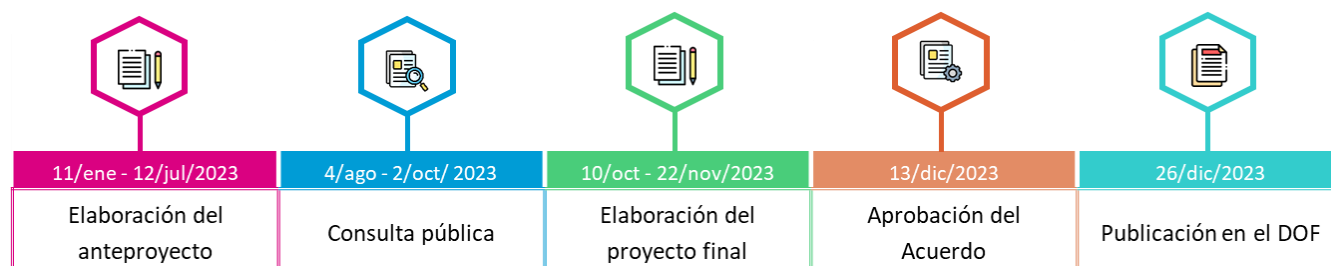 11/ene - 12/jul/2023
4/ago - 2/oct/ 2023
10/oct - 22/nov/2023
13/dic/2023
26/dic/2023
Elaboración del
anteproyecto
Consulta pública
Elaboración del
proyecto final
Aprobación del
Acuerdo
Publicación en el DOF